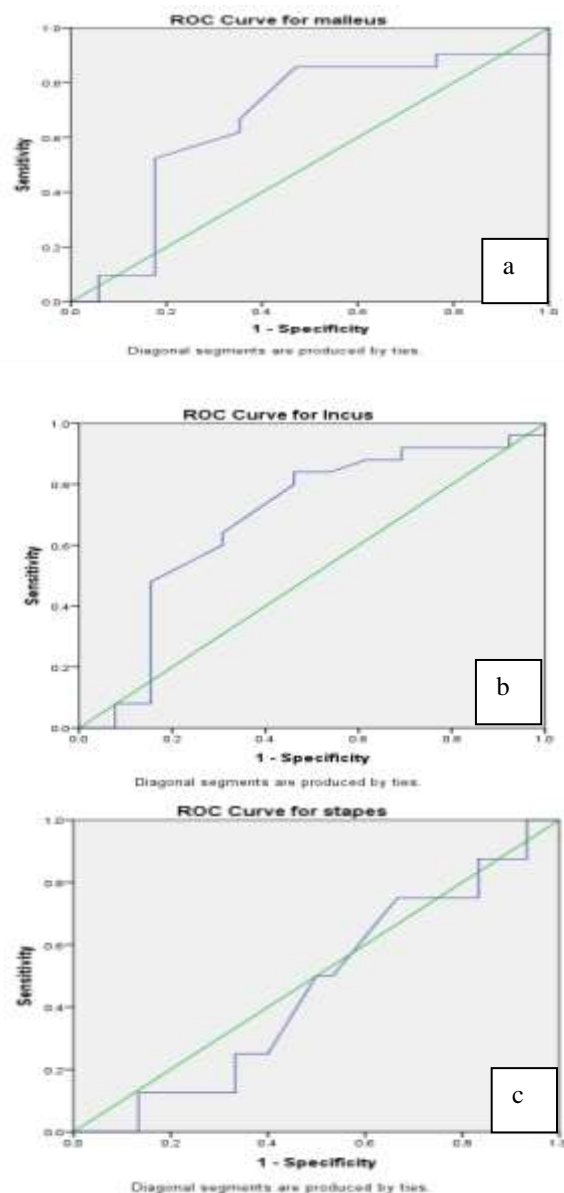 ROC Curve for malleus
1.0
0.8
0.6
0.4
0.2
0.0
Sensitivity
a
0.0 0.2 0.4 0.6 0.8 1.0
1 - Specificity
Diagonal segments are produced by ties.
ROC Curve for Incus
1.0
0.8
0.6
0.4
0.2
0.0
Sensitivity
b
0.0 0.2 0.4 0.6 0.8 1.0
1 - Specificity
Diagonal segments are produced by ties.
ROC Curve for stapes
1.0
0.8
0.6
0.4
0.2
0.0
Sensitivity
c
0.0 0.2 0.4 0.6 0.8 1.0
1 - Specificity
Diagonal segments are produced by ties.